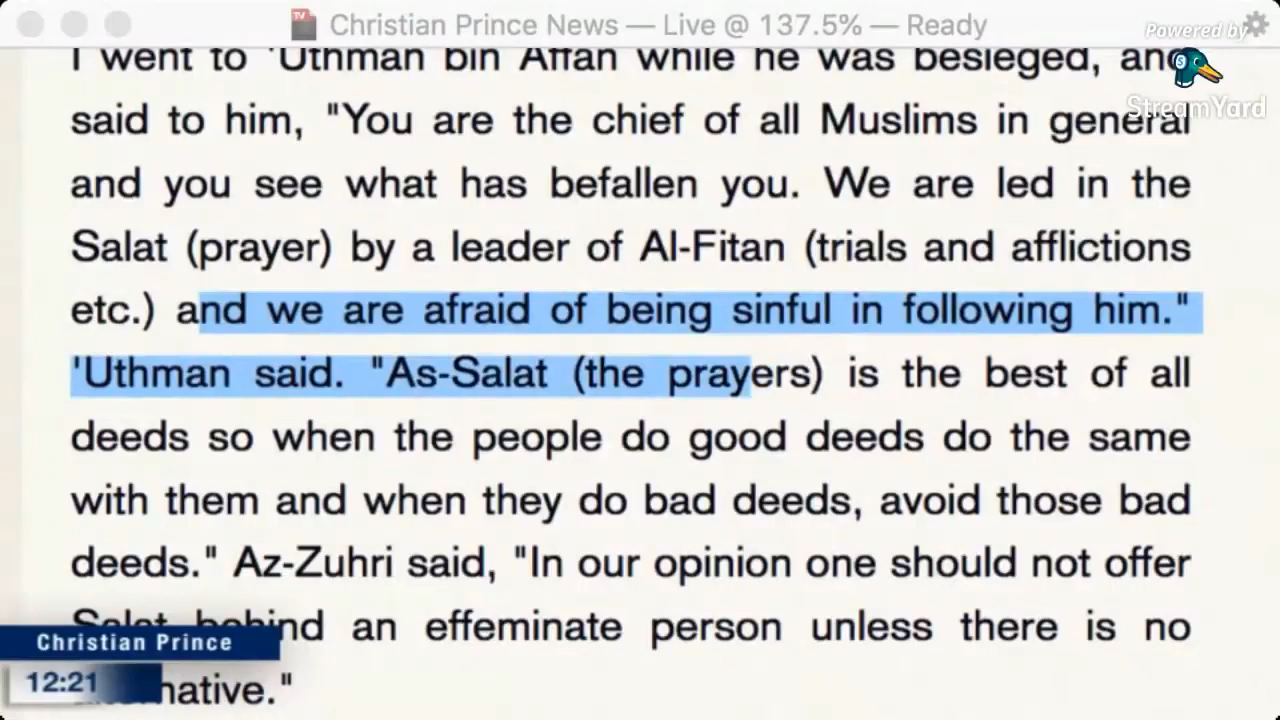 Christian Prince News — Live @ 137.5% — Ready
Powered by
StreamYard
I went to 'Uthman bin Affan while he was besieged, and
said to him, "You are the chief of all Muslims in general
and you see what has befallen you. We are led in the
Salat (prayer) by a leader of Al-Fitan (trials and afflictions
etc.) and we are afraid of being sinful in following him."
'Uthman said. "As-Salat (the prayers) is the best of all
deeds so when the people do good deeds do the same
with them and when they do bad deeds, avoid those bad
deeds." Az-Zuhri said, "In our opinion one should not offer
Salat behind an effeminate person unless there is no
native."
Christian Prince
12:21